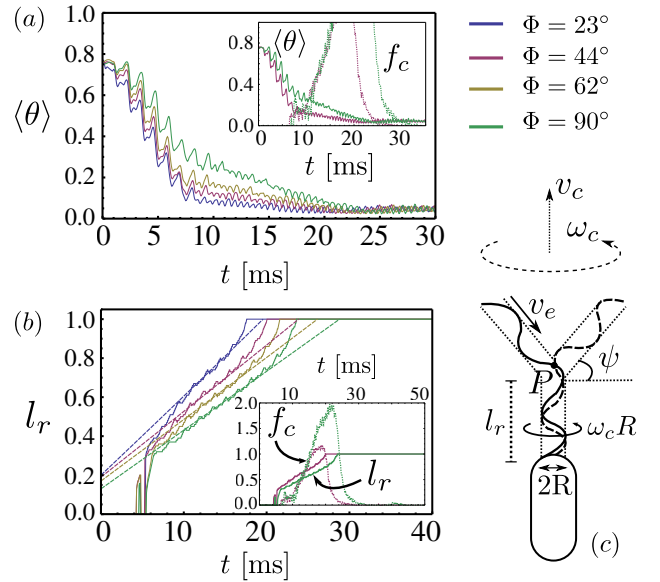 (a)
1.0
0.8
0.6
0.4
0.2
0.0
⟨θ⟩
0 5 10 15 20 25 30
t [ms]
0.8
0.4
0.0
⟨θ⟩
f_c
0 10 20 30
t [ms]
Φ = 23°
Φ = 44°
Φ = 62°
Φ = 90°
(b)
1.0
0.8
0.6
0.4
0.2
0.0
l_r
0 10 20 30 40
t [ms]
t [ms]
10 20 30 50
2.0
1.5
1.0
0.5
0.0
f_c
l_r
v_c
ω_c
v_e
P
ψ
l_r
ω_c R
2R
(c)